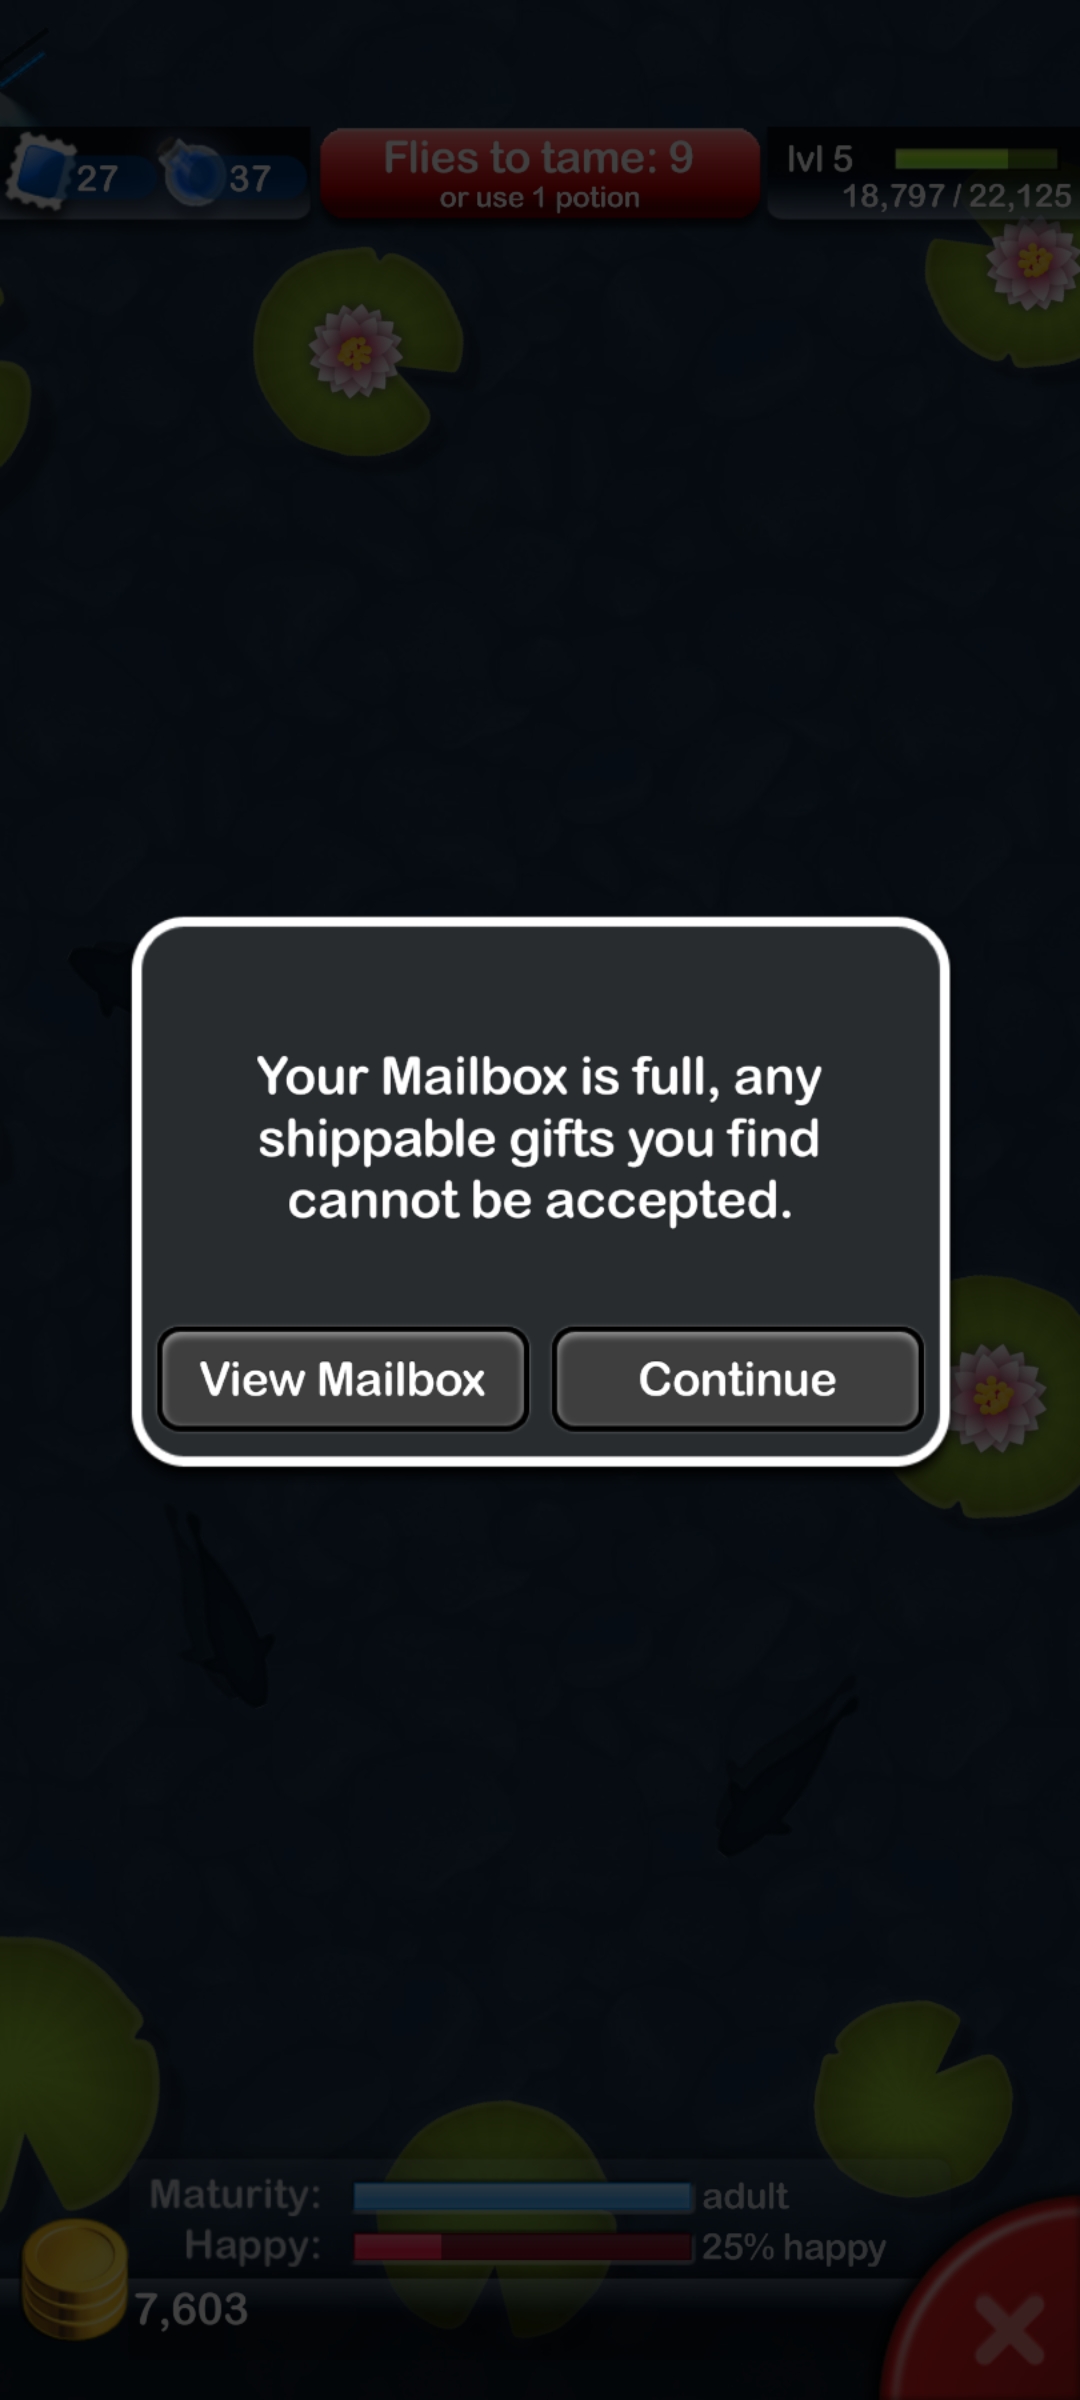 27
37
Flies to tame: 9
or use 1 potion
lvl 5
18,797 / 22,125
Your Mailbox is full, any
shippable gifts you find
cannot be accepted.
View Mailbox
Continue
Maturity:
adult
Happy:
25% happy
7,603